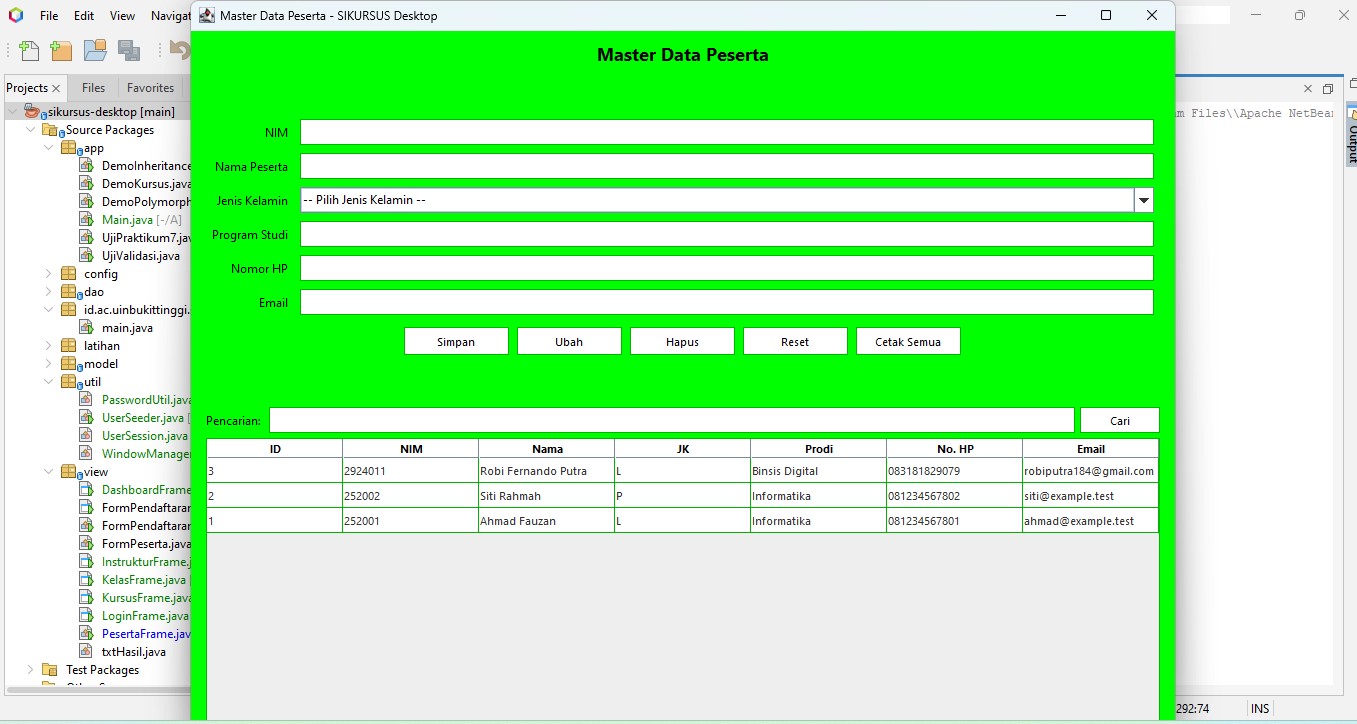 File Edit View Navigat
Master Data Peserta - SIKURSUS Desktop
Projects Files Favorites
sikursus-desktop [main]
Source Packages
app
DemoInheritance
DemoKursus.java
DemoPolymorph
Main.java [-/A]
UjiPraktikum7.jav
UjiValidasi.java
config
dao
id.ac.uinbukittinggi.
main.java
latihan
model
util
PasswordUtil.java
UserSeeder.java [
UserSession.java
WindowManage
view
DashboardFrame
FormPendaftaran
FormPendaftaran
FormPeserta.java
InstrukturFrame.j
KelasFrame.java [
KursusFrame.java
LoginFrame.java
PesertaFrame.jav
txtHasil.java
Test Packages
Master Data Peserta
NIM
Nama Peserta
Jenis Kelamin -- Pilih Jenis Kelamin --
Program Studi
Nomor HP
Email
Simpan Ubah Hapus Reset Cetak Semua
Pencarian: Cari
ID NIM Nama JK Prodi No. HP Email
3 2924011 Robi Fernando Putra L Binsis Digital 083181829079 robiputra184@gmail.com
2 252002 Siti Rahmah P Informatika 081234567802 siti@example.test
1 252001 Ahmad Fauzan L Informatika 081234567801 ahmad@example.test
m Files\\Apache NetBean
Output
292:74 INS